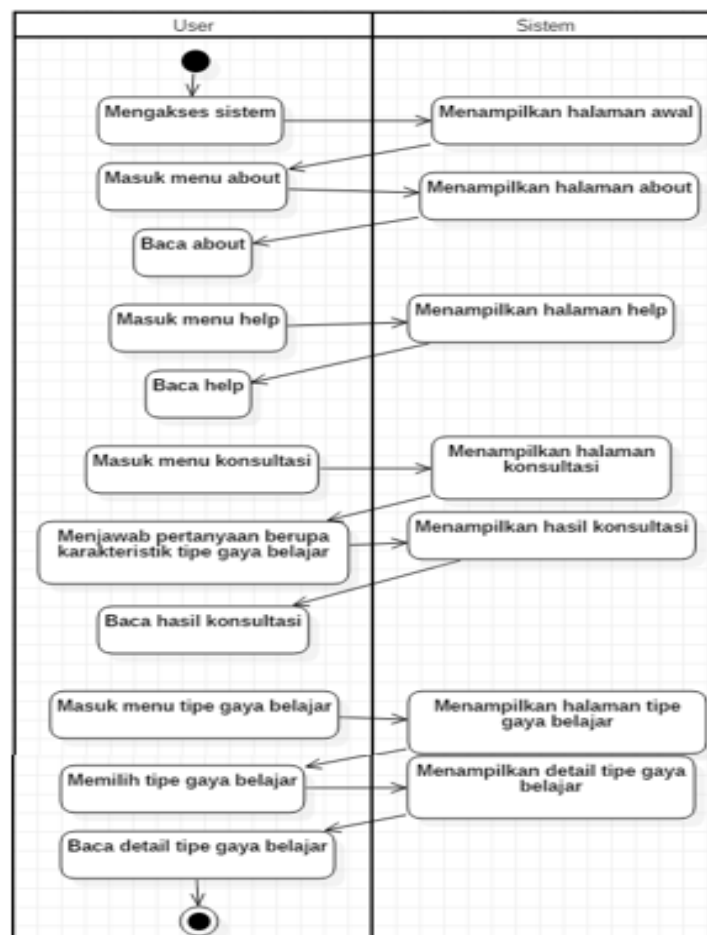 User
Sistem
Mengakses sistem
Menampilkan halaman awal
Masuk menu about
Menampilkan halaman about
Baca about
Masuk menu help
Menampilkan halaman help
Baca help
Masuk menu konsultasi
Menampilkan halaman
konsultasi
Menjawab pertanyaan berupa
karakteristik tipe gaya belajar
Menampilkan hasil konsultasi
Baca hasil konsultasi
Masuk menu tipe gaya belajar
Menampilkan halaman tipe
gaya belajar
Memilih tipe gaya belajar
Menampilkan detail tipe gaya
belajar
Baca detail tipe gaya belajar